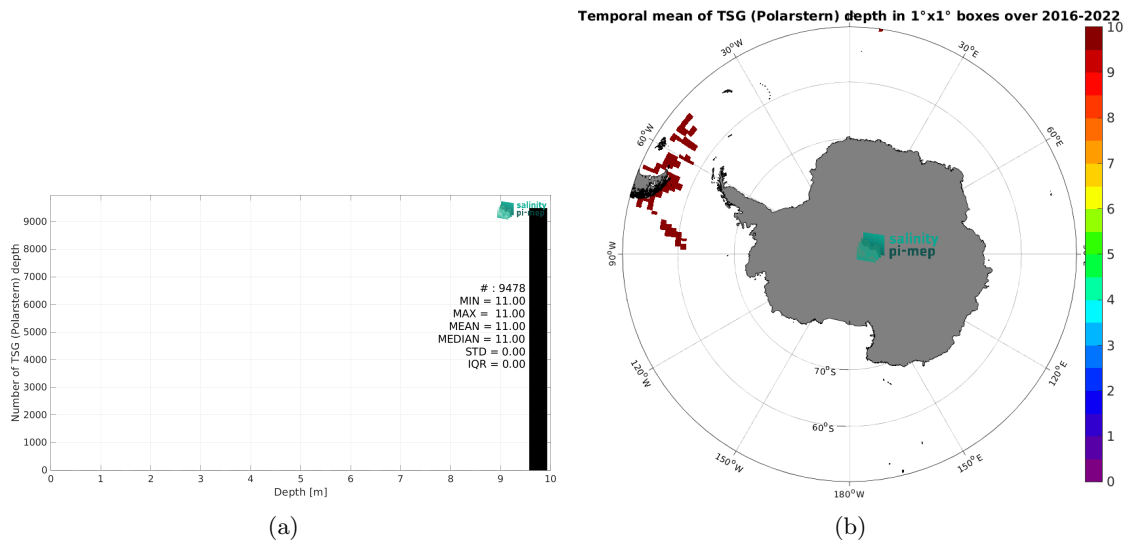 Temporal mean of TSG (Polarstern) depth in 1°x1° boxes over 2016-2022
Number of TSG (Polarstern) depth
9000
8000
7000
6000
5000
4000
3000
2000
1000
0
salinity
pi-mep
# : 9478
MIN = 11.00
MAX = 11.00
MEAN = 11.00
MEDIAN = 11.00
STD = 0.00
IQR = 0.00
0 1 2 3 4 5 6 7 8 9 10
Depth [m]
(a)
30°W
30°E
60°W
60°E
90°W
salinity
pi-mep
120°W
120°E
70°S
60°S
150°W
150°E
180°W
10
9
8
7
6
5
4
3
2
1
0
(b)